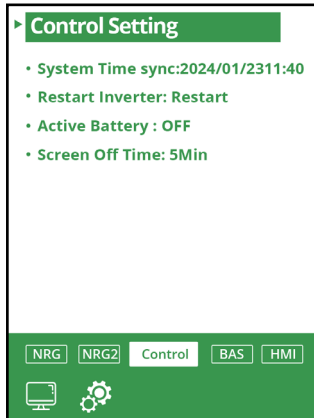 Control Setting
• System Time sync:2024/01/2311:40
• Restart Inverter: Restart
• Active Battery : OFF
• Screen Off Time: 5Min
NRG NRG2 Control BAS HMI